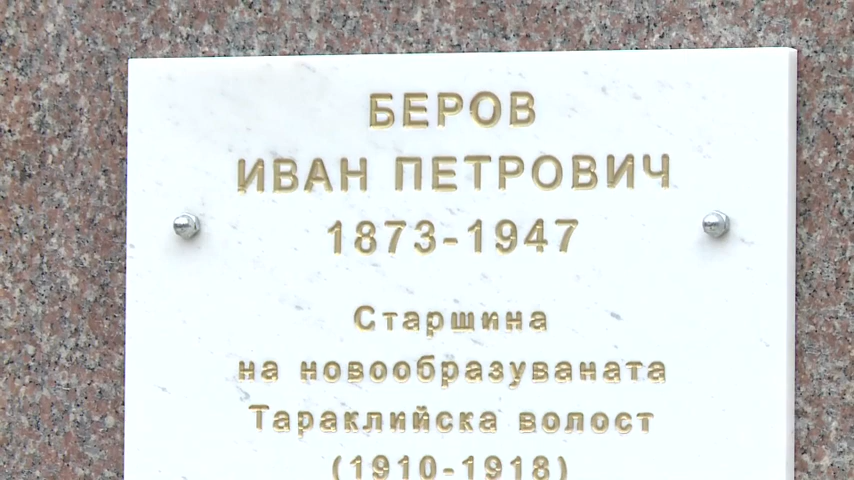 БЕРОВ
ИВАН ПЕТРОВИЧ
1873-1947
Старшина
на новообразуваната
Тараклийска волост
(1910-1918)